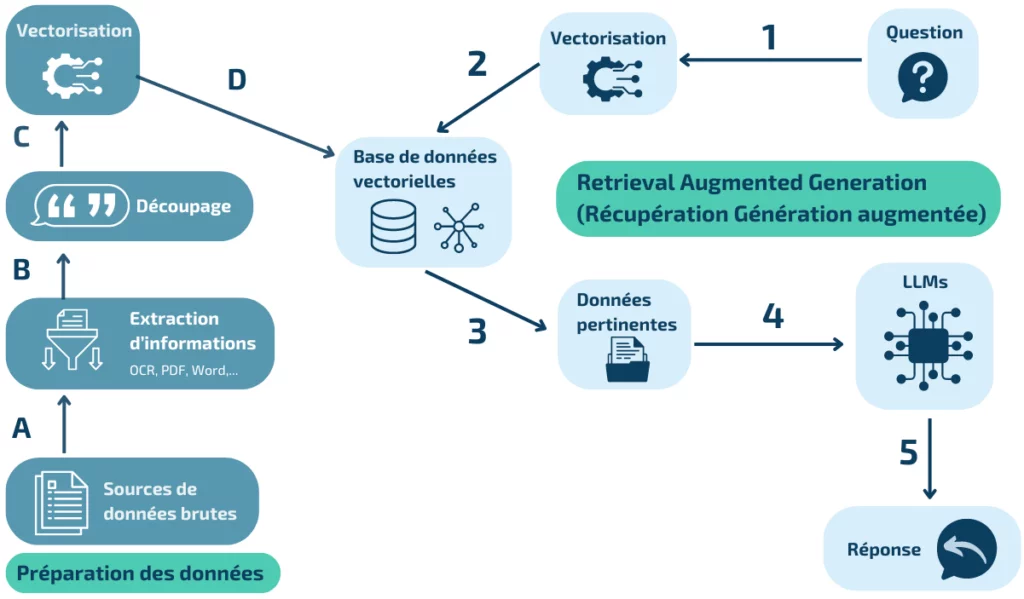 Vectorisation
D
C
Découpage
B
Extraction
d'informations
OCR, PDF, Word,...
A
Sources de
données brutes
Préparation des données
Question
1
Vectorisation
2
Base de données
vectorielles
Retrieval Augmented Generation
(Récupération Génération augmentée)
3
Données
pertinentes
4
LLMs
5
Réponse